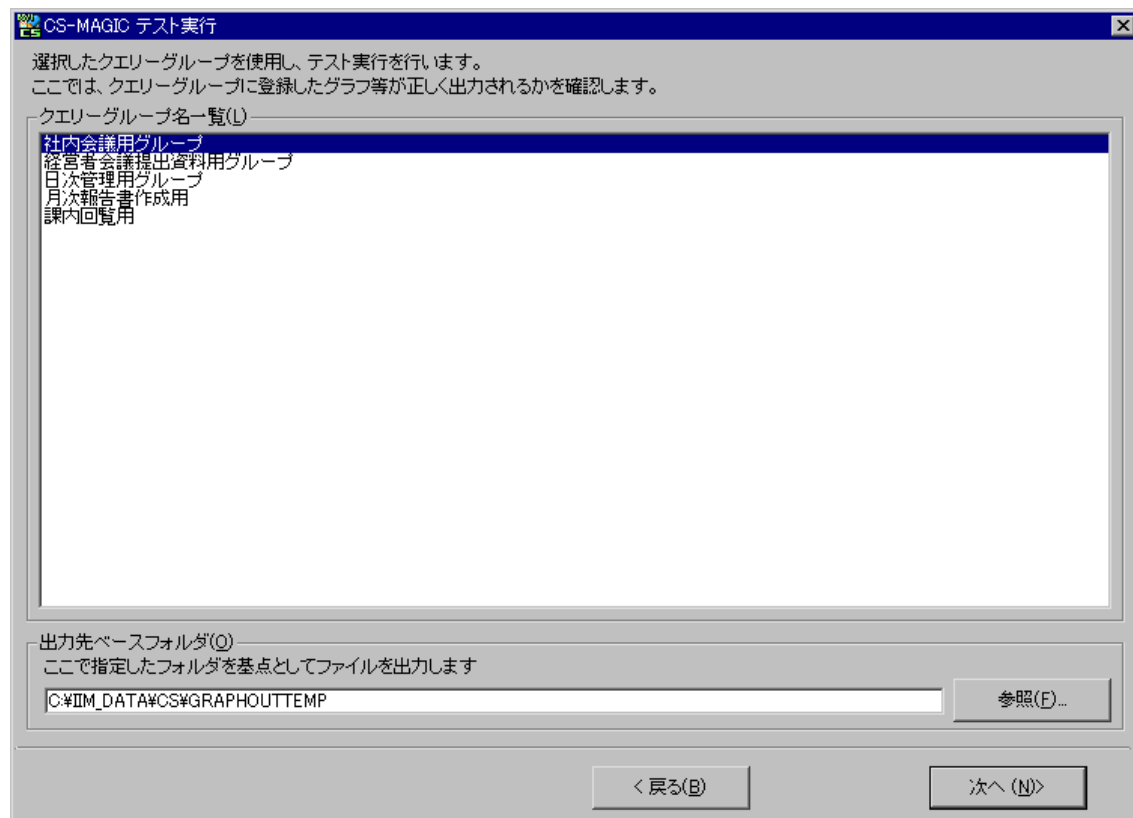 CS-MAGIC テスト実行
選択したクエリーグループを使用し、テスト実行を行います。
ここでは、クエリーグループに登録したグラフ等が正しく出力されるかを確認します。
クエリーグループ名一覧(L)
社内会議用グループ
経営者会議提出資料用グループ
日次管理用グループ
月次報告書作成用
課内回覧用
出力先ベースフォルダ(O)
ここで指定したフォルダを基点としてファイルを出力します
C:¥IIM_DATA¥CS¥GRAPHOUTTEMP
参照(F)...
< 戻る(B)
次へ (N)>